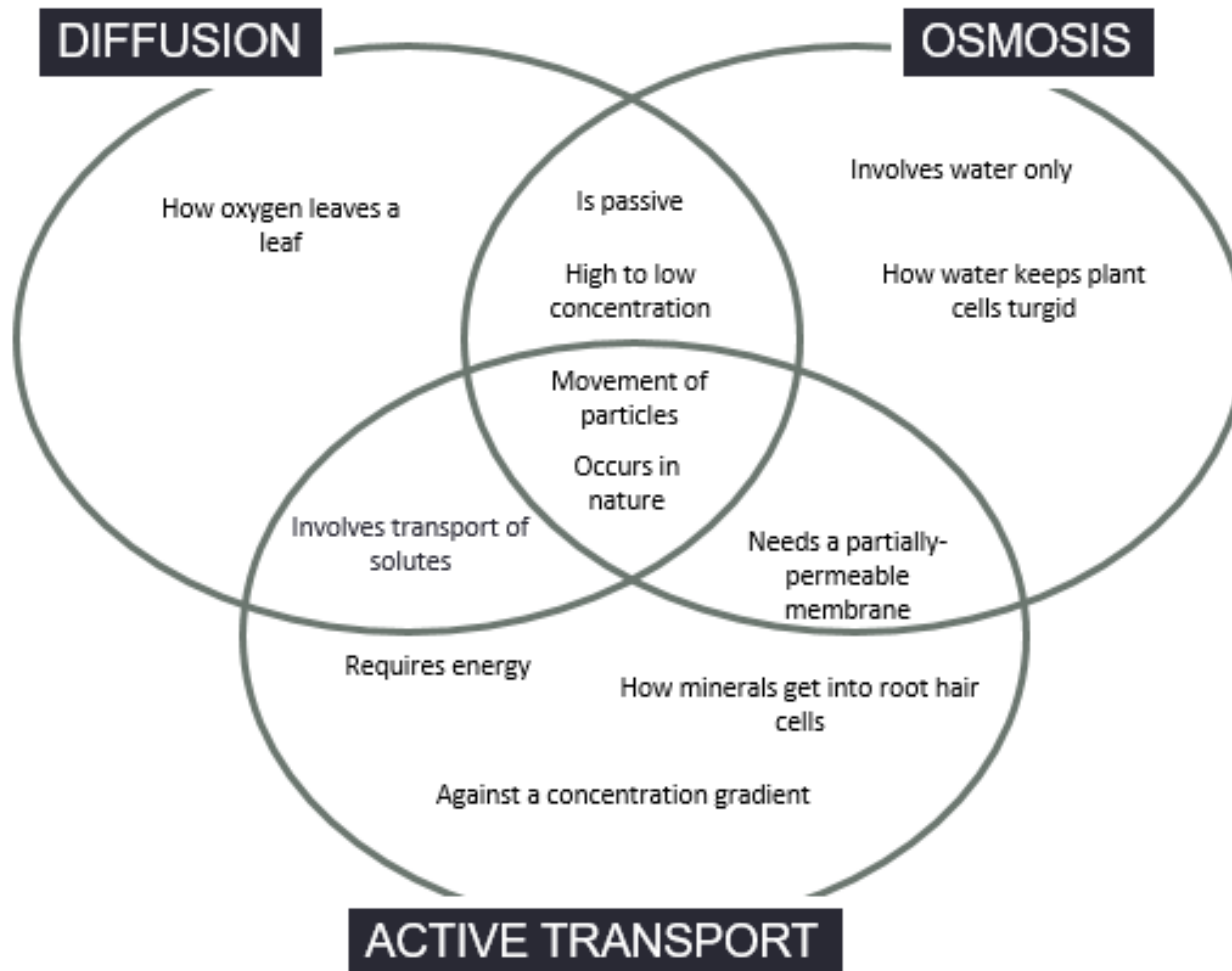 DIFFUSION
OSMOSIS
How oxygen leaves a
leaf
Is passive
High to low
concentration
Involves water only
How water keeps plant
cells turgid
Movement of
particles
Occurs in
nature
Involves transport of
solutes
Needs a partially-
permeable
membrane
Requires energy
How minerals get into root hair
cells
Against a concentration gradient
ACTIVE TRANSPORT